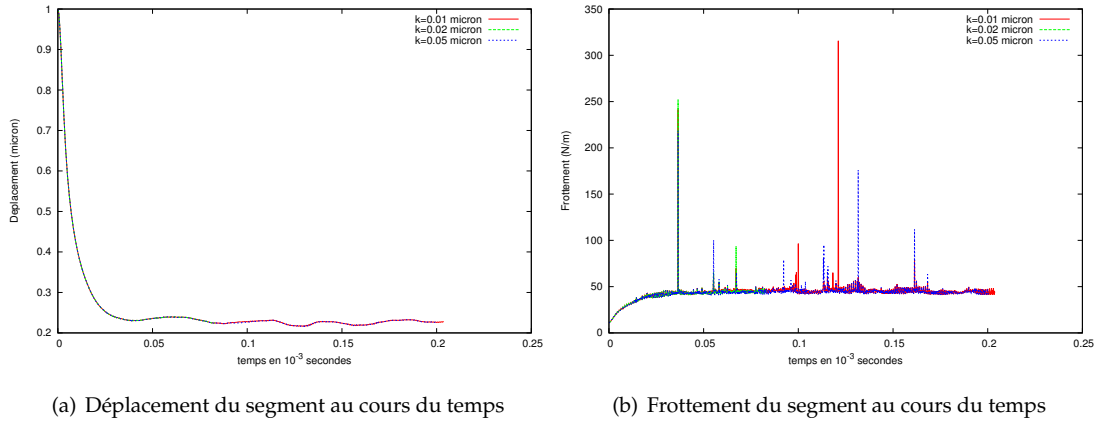 k=0.01 micron
k=0.02 micron
k=0.05 micron
1
0.9
0.8
0.7
0.6
0.5
0.4
0.3
0.2
Deplacement (micron)
0
0.05
0.1
0.15
0.2
0.25
temps en 10-3 secondes
(a) Déplacement du segment au cours du temps
k=0.01 micron
k=0.02 micron
k=0.05 micron
350
300
250
200
150
100
50
0
Frottement (N/m)
0
0.05
0.1
0.15
0.2
0.25
temps en 10-3 secondes
(b) Frottement du segment au cours du temps